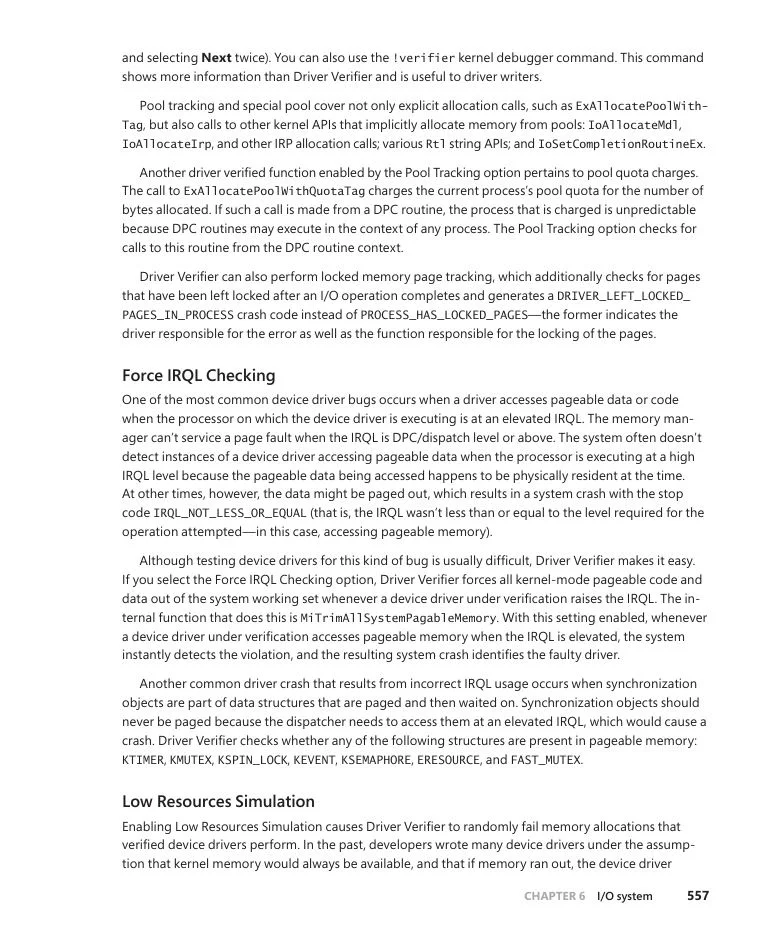 and selecting Next twice). You can also use the !verifier kernel debugger command. This command
shows more information than Driver Verifier and is useful to driver writers.
Pool tracking and special pool cover not only explicit allocation calls, such as ExAllocatePoolWith-
Tag, but also calls to other kernel APIs that implicitly allocate memory from pools: IoAllocateMdl,
IoAllocateIrp, and other IRP allocation calls; various Rtl string APIs; and IoSetCompletionRoutineEx.
Another driver verified function enabled by the Pool Tracking option pertains to pool quota charges.
The call to ExAllocatePoolWithQuotaTag charges the current process's pool quota for the number of
bytes allocated. If such a call is made from a DPC routine, the process that is charged is unpredictable
because DPC routines may execute in the context of any process. The Pool Tracking option checks for
calls to this routine from the DPC routine context.
Driver Verifier can also perform locked memory page tracking, which additionally checks for pages
that have been left locked after an I/O operation completes and generates a DRIVER_LEFT_LOCKED_
PAGES_IN_PROCESS crash code instead of PROCESS_HAS_LOCKED_PAGES—the former indicates the
driver responsible for the error as well as the function responsible for the locking of the pages.
Force IRQL Checking
One of the most common device driver bugs occurs when a driver accesses pageable data or code
when the processor on which the device driver is executing is at an elevated IRQL. The memory man-
ager can't service a page fault when the IRQL is DPC/dispatch level or above. The system often doesn't
detect instances of a device driver accessing pageable data when the processor is executing at a high
IRQL level because the pageable data being accessed happens to be physically resident at the time.
At other times, however, the data might be paged out, which results in a system crash with the stop
code IRQL_NOT_LESS_OR_EQUAL (that is, the IRQL wasn't less than or equal to the level required for the
operation attempted—in this case, accessing pageable memory).
Although testing device drivers for this kind of bug is usually difficult, Driver Verifier makes it easy.
If you select the Force IRQL Checking option, Driver Verifier forces all kernel-mode pageable code and
data out of the system working set whenever a device driver under verification raises the IRQL. The in-
ternal function that does this is MiTrimAllSystemPagableMemory. With this setting enabled, whenever
a device driver under verification accesses pageable memory when the IRQL is elevated, the system
instantly detects the violation, and the resulting system crash identifies the faulty driver.
Another common driver crash that results from incorrect IRQL usage occurs when synchronization
objects are part of data structures that are paged and then waited on. Synchronization objects should
never be paged because the dispatcher needs to access them at an elevated IRQL, which would cause a
crash. Driver Verifier checks whether any of the following structures are present in pageable memory:
KTIMER, KMUTEX, KSPIN_LOCK, KEVENT, KSEMAPHORE, ERESOURCE, and FAST_MUTEX.
Low Resources Simulation
Enabling Low Resources Simulation causes Driver Verifier to randomly fail memory allocations that
verified device drivers perform. In the past, developers wrote many device drivers under the assump-
tion that kernel memory would always be available, and that if memory ran out, the device driver
CHAPTER 6 I/O system 557